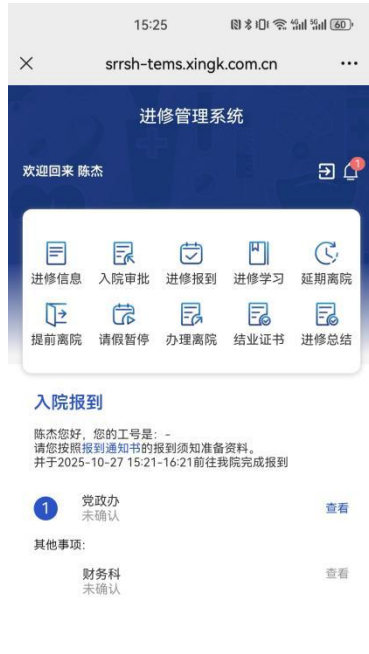 15:25
4G 5G 60
srrsh-tems.xingk.com.cn
进修管理系统
欢迎回来 陈杰
1
进修信息 入院审批 进修报到 进修学习 延期离院
提前离院 请假暂停 办理离院 结业证书 进修总结
入院报到
陈杰您好，您的工号是：-
请您按照报到通知书的报到须知准备
资料。
并于2025-10-27 15:21-16:21前往我院完成报到
1 党政办 查看
未确认
其他事项:
财务科 查看
未确认